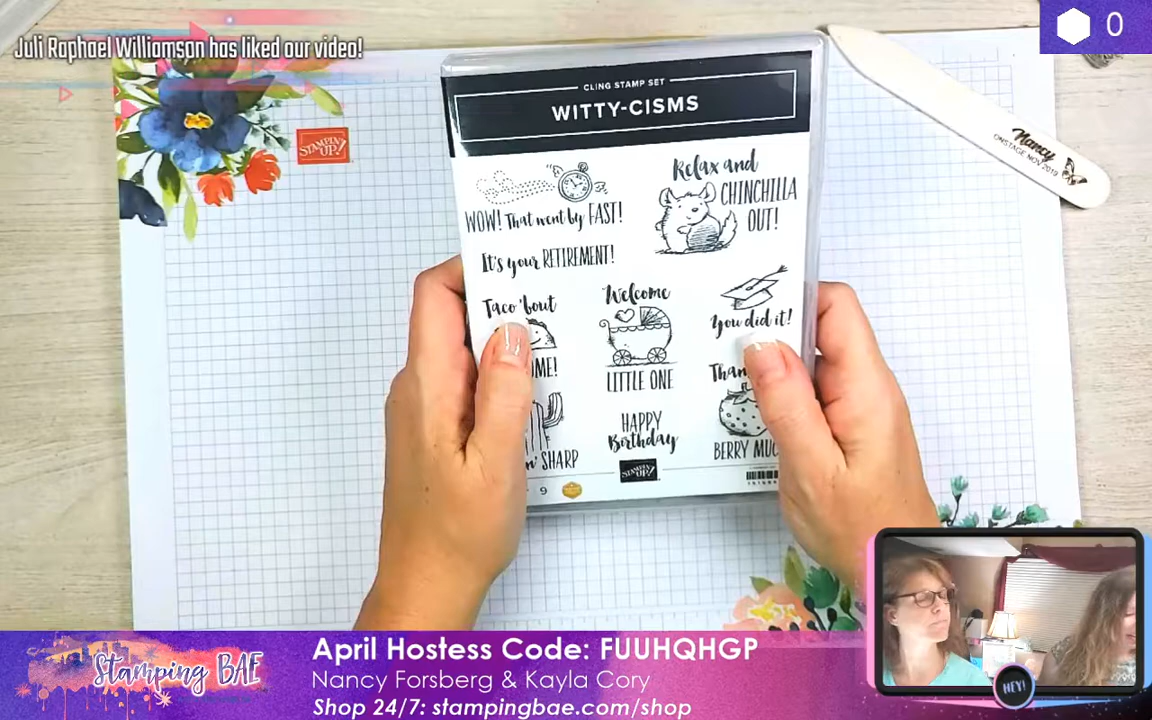 Juli Raphael Williamson has liked our video!
0
CLING STAMP SET
WITTY-CISMS
STAMPIN' UP!
Nancy
ONSTAGE NOV 2019
WOW! That went by FAST!
Relax and
CHINCHILLA
OUT!
It's your RETIREMENT!
Taco 'bout
Welcome
LITTLE ONE
You did it!
HAPPY
Birthday
SHARP
BERRY
STAMPIN' UP!
9
HEY!
Stamping BAE
April Hostess Code: FUUHQHGP
Nancy Forsberg & Kayla Cory
Shop 24/7: stampingbae.com/shop